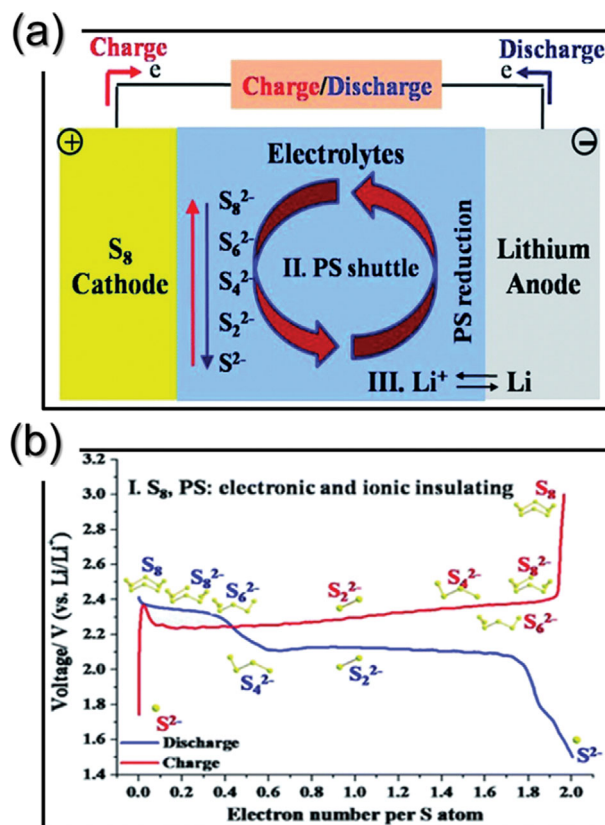 (a)
Charge
e
Charge/Discharge
Discharge
e
+
−
Electrolytes
S₈
Cathode
S₈²⁻
S₆²⁻
S₄²⁻
S₂²⁻
S²⁻
II. PS shuttle
PS reduction
Lithium
Anode
III. Li⁺ ⇌ Li
(b)
I. S₈, PS: electronic and ionic insulating
Voltage/ V (vs. Li/Li⁺)
3.2
3.0
2.8
2.6
2.4
2.2
2.0
1.8
1.6
1.4
S₈
S₈²⁻
S₆²⁻
S₄²⁻
S₂²⁻
S²⁻
S²⁻
S₂²⁻
S₄²⁻
S₆²⁻
S₈²⁻
S₈
Discharge
Charge
0.0 0.2 0.4 0.6 0.8 1.0 1.2 1.4 1.6 1.8 2.0
Electron number per S atom